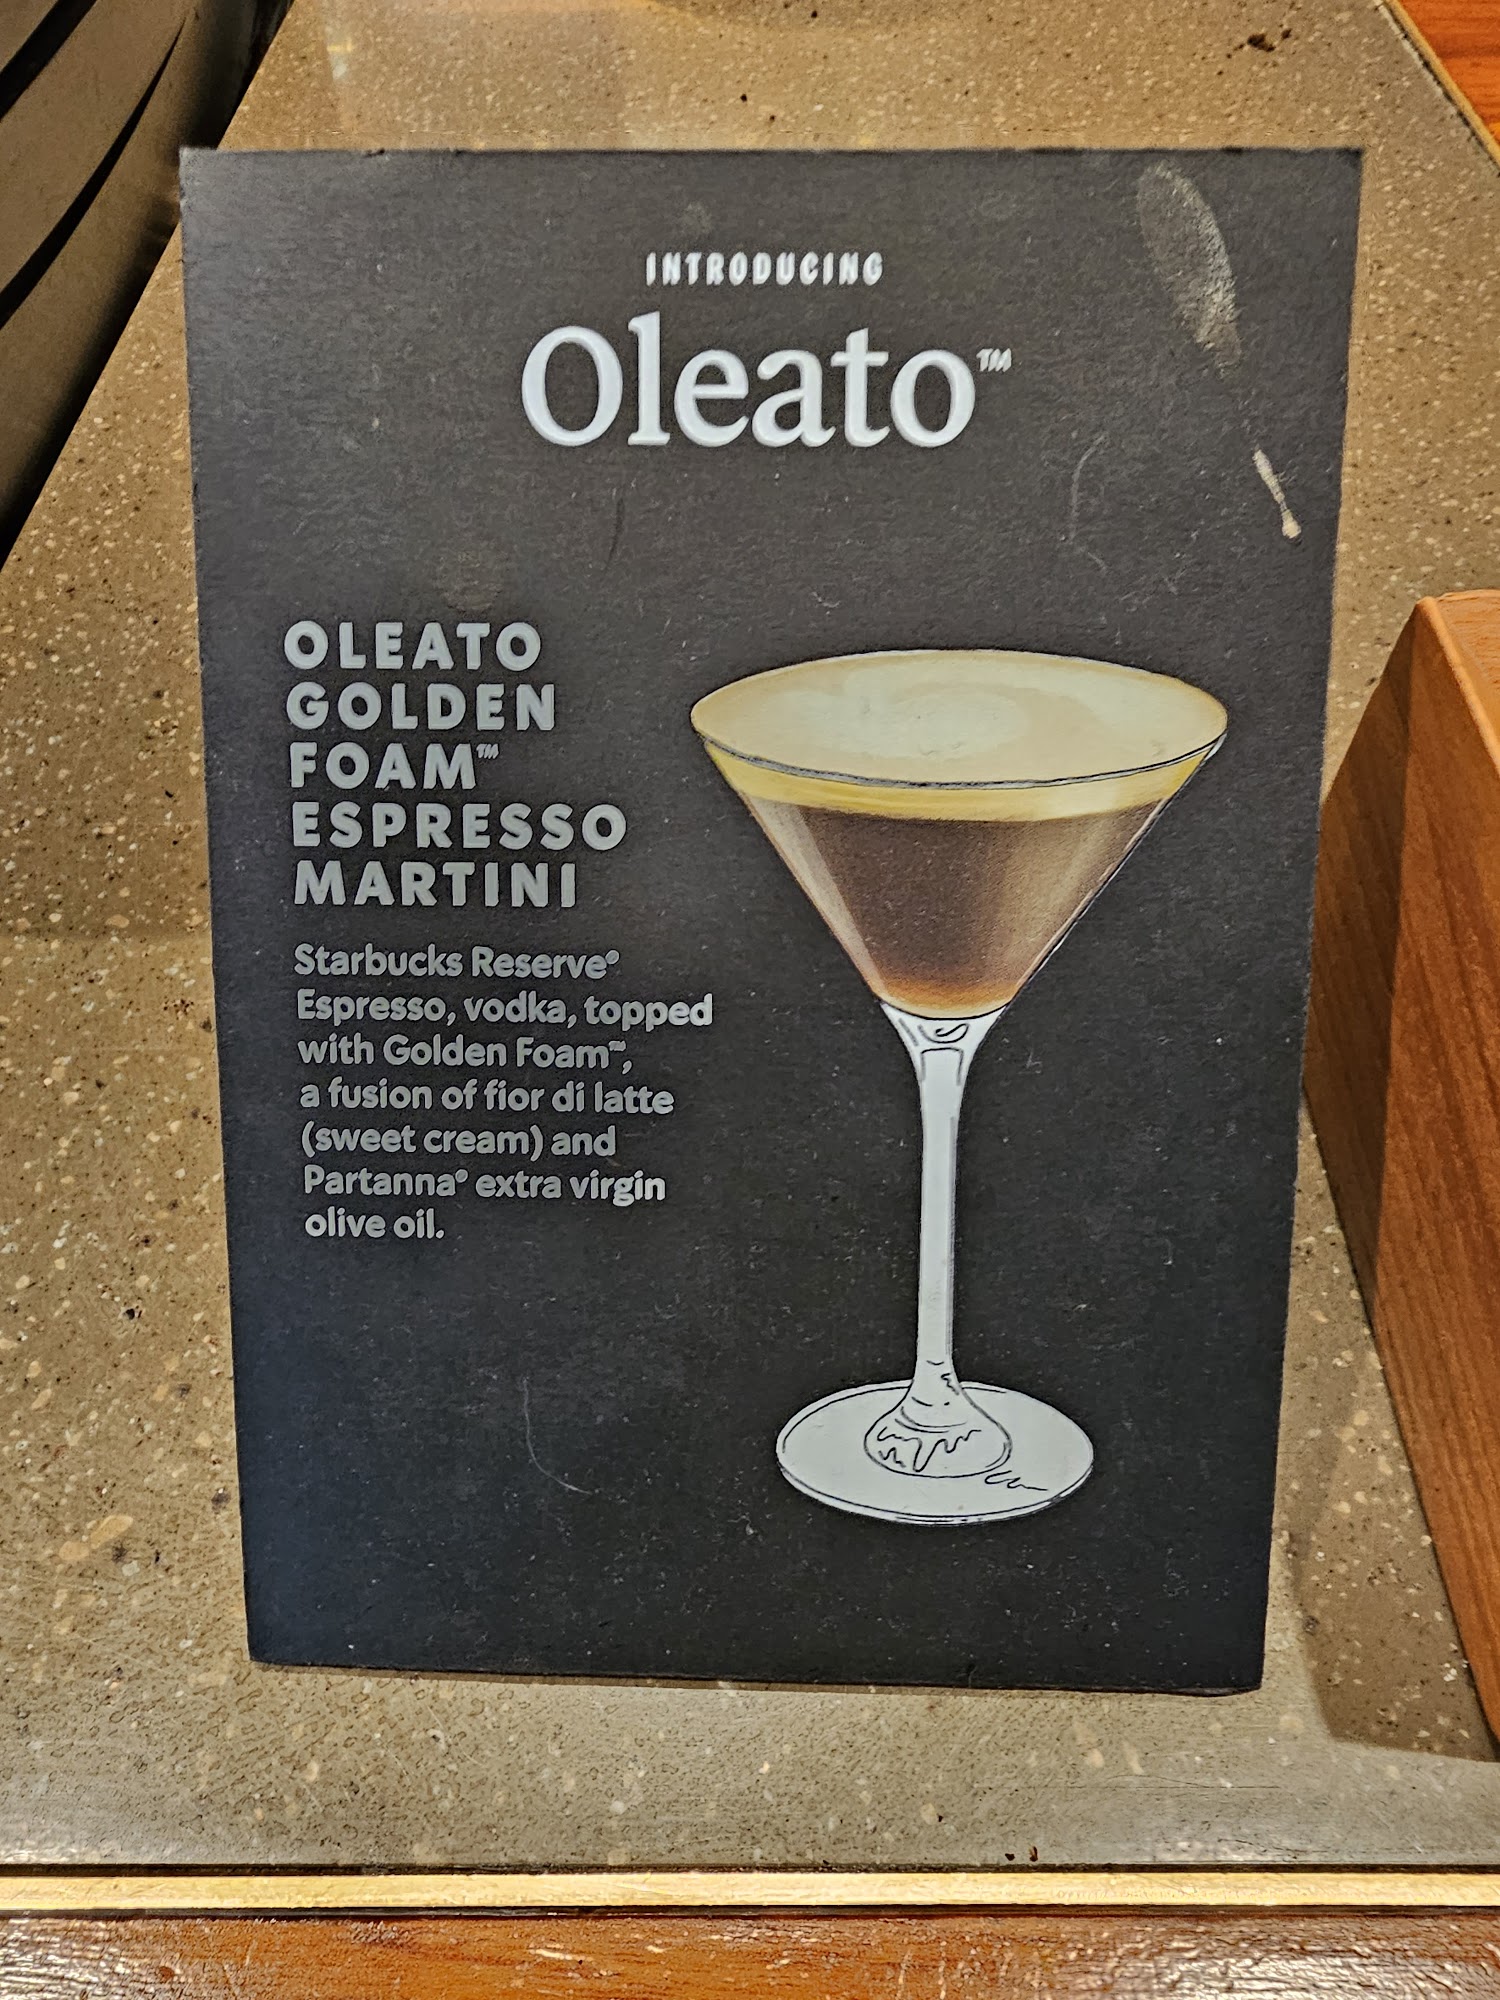 INTRODUCING
Oleato™
OLEATO
GOLDEN
FOAM™
ESPRESSO
MARTINI
Starbucks Reserve®
Espresso, vodka, topped
with Golden Foam™,
a fusion of fior di latte
(sweet cream) and
Partanna® extra virgin
olive oil.